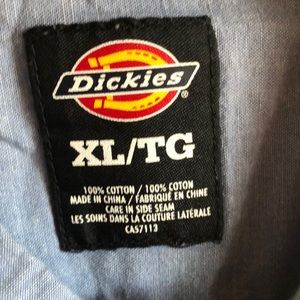 Dickies®
XL/TG
100% COTTON / 100% COTON
MADE IN CHINA / FABRIQUÉ EN CHINE
CARE IN SIDE SEAM
LES SOINS DANS LA COUTURE LATÉRALE
CA57113